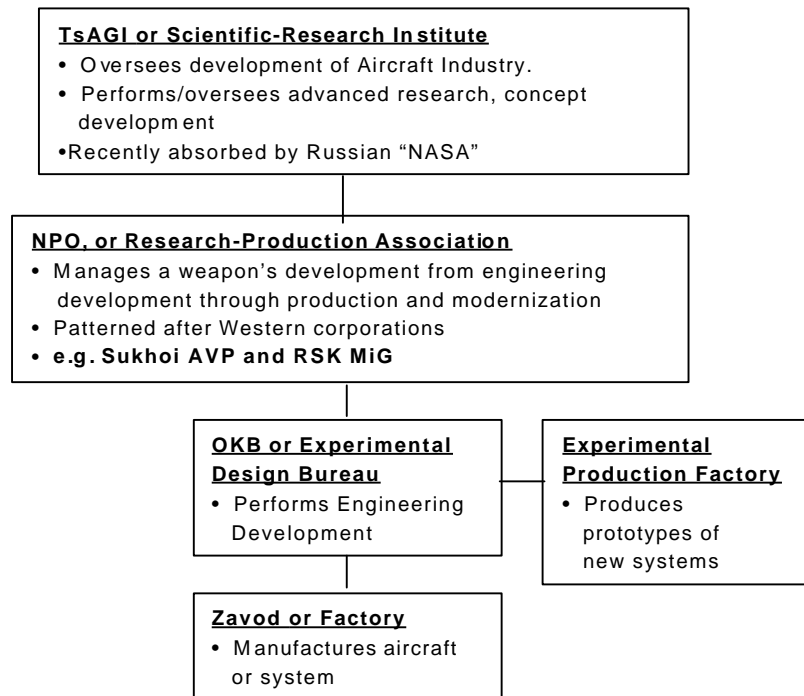 TsAGI or Scientific-Research Institute
• Oversees development of Aircraft Industry.
• Performs/oversees advanced research, concept
development
•Recently absorbed by Russian “NASA”
NPO, or Research-Production Association
• Manages a weapon’s development from engineering
development through production and modernization
• Patterned after Western corporations
• e.g. Sukhoi AVP and RSK MiG
OKB or Experimental
Design Bureau
• Performs Engineering
Development
Experimental
Production Factory
• Produces
prototypes of
new systems
Zavod or Factory
• Manufactures aircraft
or system